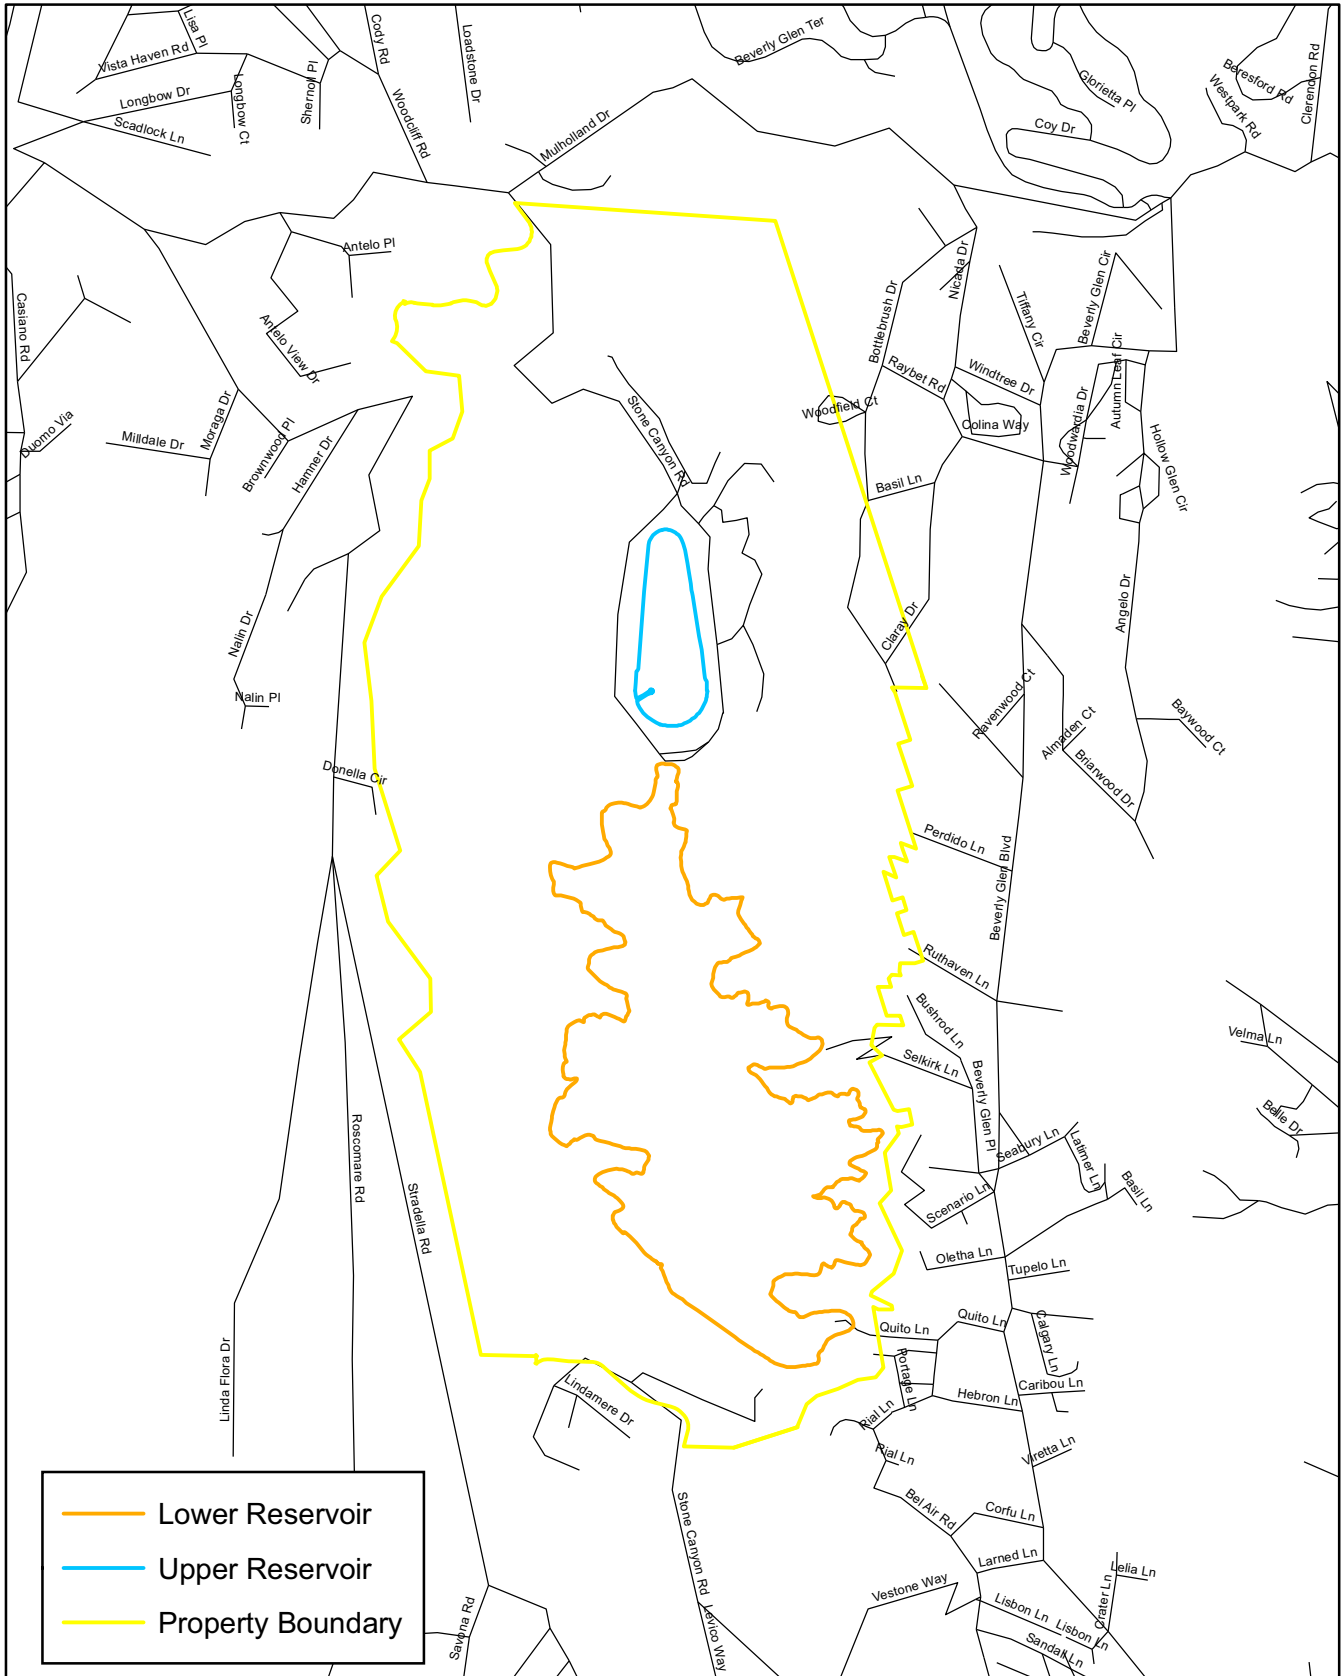 Lisa Pl
Cody Rd
Loadstone Dr
Beverly Glen Ter
Vista Haven Rd
Longbow Dr
Longbow Ct
Shernoll Pl
Woodcliff Rd
Scadlock Ln
Mulholland Dr
Glorietta Pl
Coy Dr
Beresford Rd
Westpark Rd
Clerendon Rd
Antelo Pl
Antelo View Dr
Casiano Rd
Duomo Via
Milldale Dr
Moraga Dr
Brownwood Pl
Hamner Dr
Nalin Dr
Nalin Pl
Donella Cir
Stone Canyon Rd
Nicada Dr
Bottlebrush Dr
Tiffany Cir
Beverly Glen Cir
Raybet Rd
Windtree Dr
Woodfield Ct
Colina Way
Woodwardia Dr
Autumn Leaf Cir
Hollow Glen Cir
Basil Ln
Claray Dr
Angelo Dr
Ravenwood Ct
Almaden Ct
Briarwood Dr
Baywood Ct
Perdido Ln
Beverly Glen Blvd
Ruthaven Ln
Bushrod Ln
Selkirk Ln
Beverly Glen Pl
Velma Ln
Belle Dr
Seabury Ln
Latimer Ln
Basil Ln
Scenario Ln
Oletha Ln
Tupelo Ln
Roscomare Rd
Stradella Rd
Linda Flora Dr
Quito Ln
Quito Ln
Calgary Ln
Portage Ln
Hebron Ln
Caribou Ln
Lindamere Dr
Rial Ln
Rial Ln
Viretta Ln
Bel Air Rd
Corfu Ln
Larned Ln
Lelia Ln
Vestone Way
Lisbon Ln
Lisbon Ln
Crater Ln
Sandall Ln
Stone Canyon Rd
Levico Way
Savona Rd
Lower Reservoir
Upper Reservoir
Property Boundary